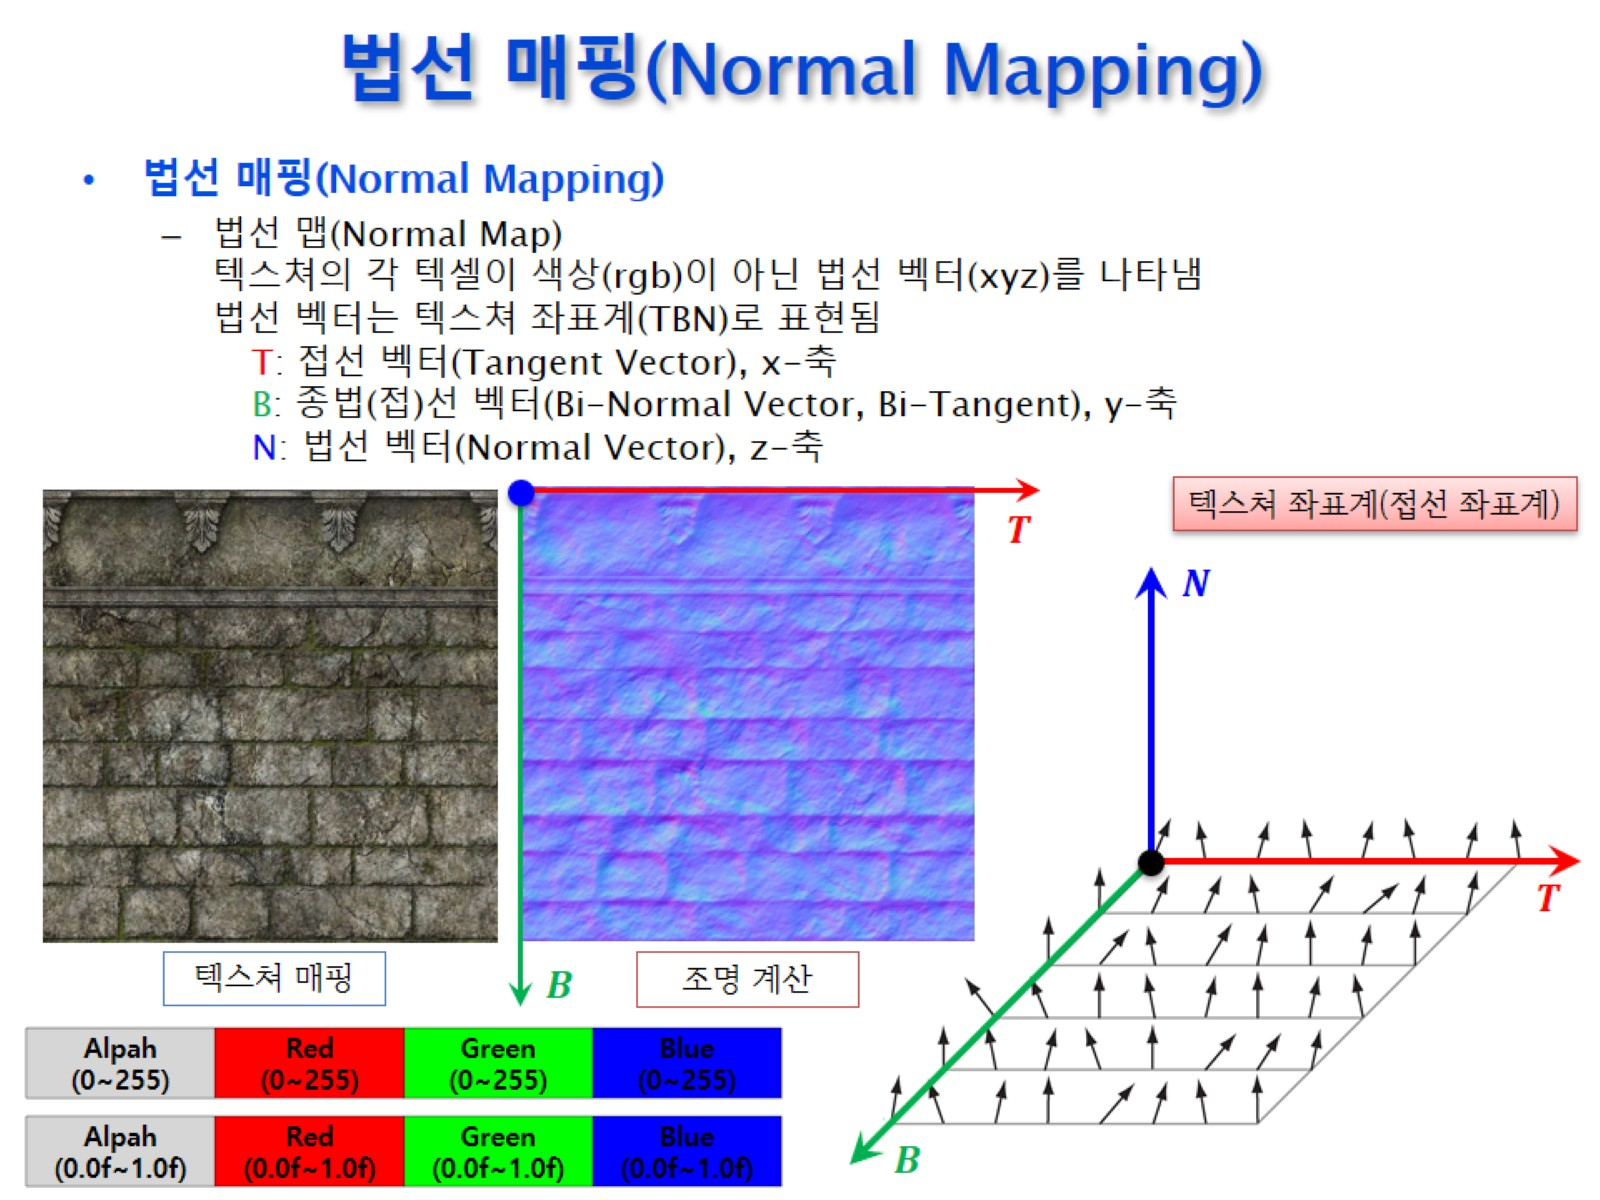 법선 매핑(Normal Mapping)
• 법선 매핑(Normal Mapping)
– 법선 맵(Normal Map)
텍스쳐의 각 텍셀이 색상(rgb)이 아닌 법선 벡터(xyz)를 나타냄
법선 벡터는 텍스쳐 좌표계(TBN)로 표현됨
T: 접선 벡터(Tangent Vector), x-축
B: 종법(접)선 벡터(Bi-Normal Vector, Bi-Tangent), y-축
N: 법선 벡터(Normal Vector), z-축
T
B
텍스쳐 매핑
조명 계산
텍스쳐 좌표계(접선 좌표계)
N
T
B
Alpah Red Green Blue
(0~255) (0~255) (0~255) (0~255)
Alpah Red Green Blue
(0.0f~1.0f) (0.0f~1.0f) (0.0f~1.0f) (0.0f~1.0f)